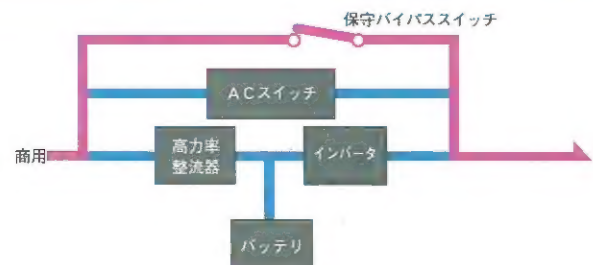 保守バイパススイッチ
ACスイッチ
商用
高力率
整流器
インバータ
バッテリ